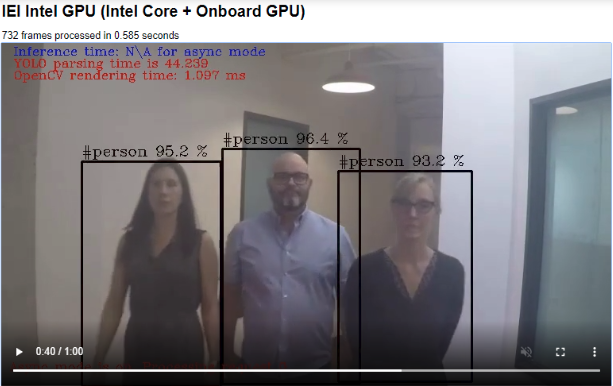 IEI Intel GPU (Intel Core + Onboard GPU)
732 frames processed in 0.585 seconds
Inference time: N\A for async mode
YOLO parsing time is 44.239
OpenCV rendering time: 1.097 ms
#person 95.2 %
#person 96.4 %
#person 93.2 %
0:40 / 1:00